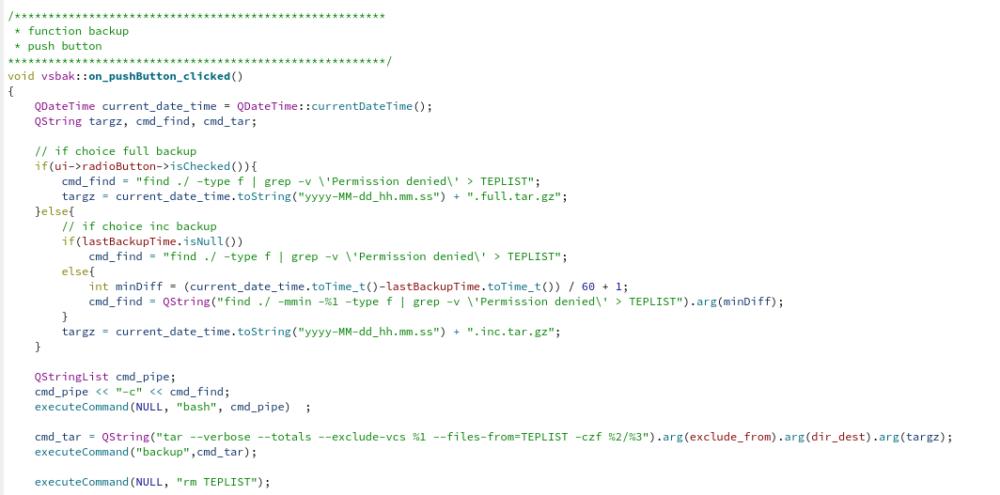 /*******************************************************
 * function backup
 * push button
********************************************************/
void vsbak::on_pushButton_clicked()
{
    QDateTime current_date_time = QDateTime::currentDateTime();
    QString targz, cmd_find, cmd_tar;

    // if choice full backup
    if(ui->radioButton->isChecked()){
        cmd_find = "find ./ -type f | grep -v \'Permission denied\' > TEPLIST";
        targz = current_date_time.toString("yyyy-MM-dd_hh.mm.ss") + ".full.tar.gz";
    }else{
        // if choice inc backup
        if(lastBackupTime.isNull())
            cmd_find = "find ./ -type f | grep -v \'Permission denied\' > TEPLIST";
        else{
            int minDiff = (current_date_time.toTime_t()-lastBackupTime.toTime_t()) / 60 + 1;
            cmd_find = QString("find ./ -mmin -%1 -type f | grep -v \'Permission denied\' > TEPLIST").arg(minDiff);
        }
        targz = current_date_time.toString("yyyy-MM-dd_hh.mm.ss") + ".inc.tar.gz";
    }

    QStringList cmd_pipe;
    cmd_pipe << "-c" << cmd_find;
    executeCommand(NULL, "bash", cmd_pipe)  ;

    cmd_tar = QString("tar --verbose --totals --exclude-vcs %1 --files-from=TEPLIST -czf %2/%3").arg(exclude_from).arg(dir_dest).arg(targz);
    executeCommand("backup",cmd_tar);

    executeCommand(NULL, "rm TEPLIST");